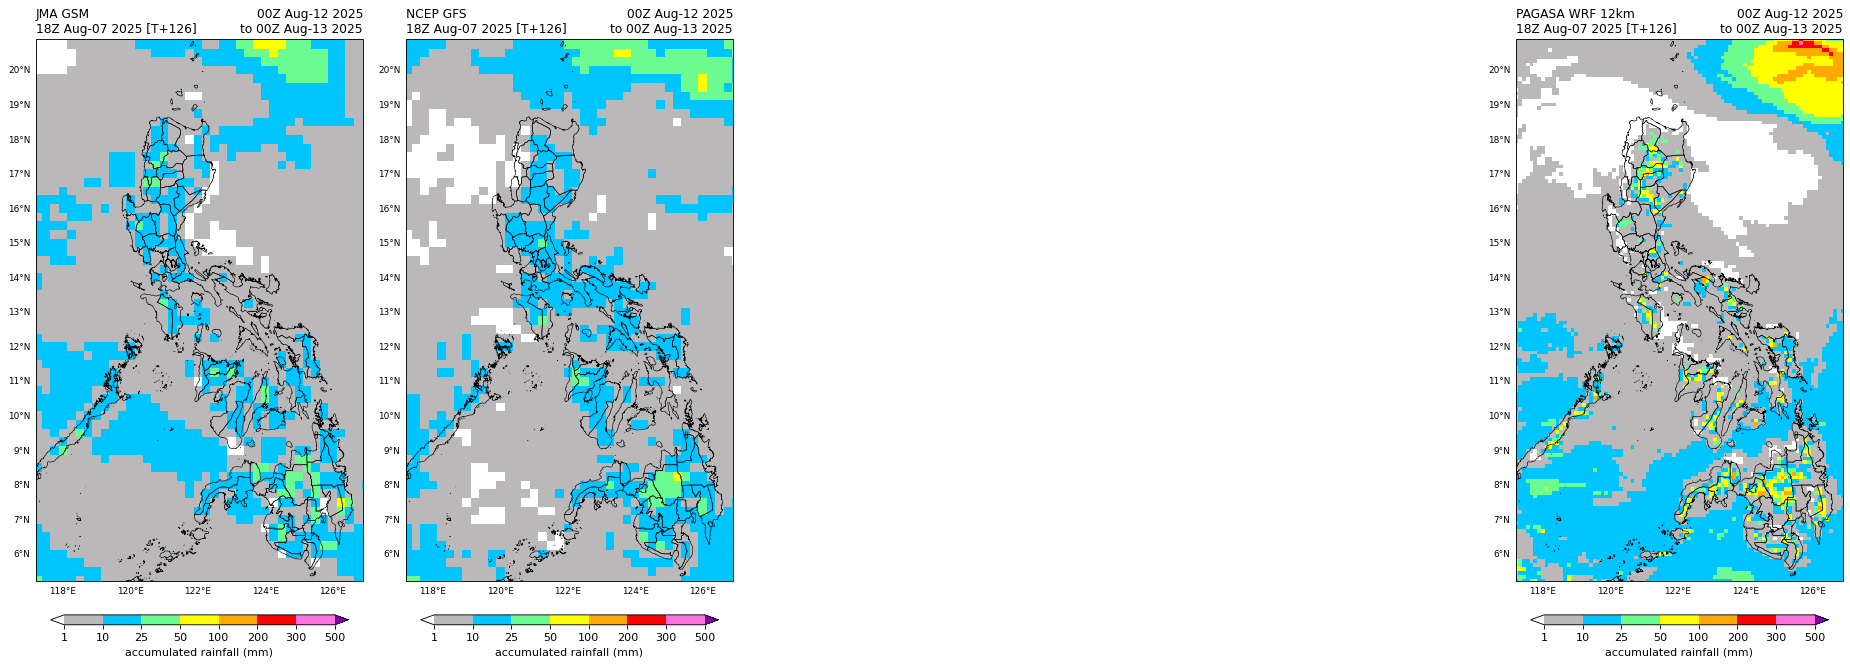 JMA GSM 00Z Aug-12 2025
18Z Aug-07 2025 [T+126] to 00Z Aug-13 2025
20°N
19°N
18°N
17°N
16°N
15°N
14°N
13°N
12°N
11°N
10°N
9°N
8°N
7°N
6°N
118°E 120°E 122°E 124°E 126°E
1 10 25 50 100 200 300 500
accumulated rainfall (mm)
NCEP GFS 00Z Aug-12 2025
18Z Aug-07 2025 [T+126] to 00Z Aug-13 2025
20°N
19°N
18°N
17°N
16°N
15°N
14°N
13°N
12°N
11°N
10°N
9°N
8°N
7°N
6°N
118°E 120°E 122°E 124°E 126°E
1 10 25 50 100 200 300 500
accumulated rainfall (mm)
PAGASA WRF 12km 00Z Aug-12 2025
18Z Aug-07 2025 [T+126] to 00Z Aug-13 2025
20°N
19°N
18°N
17°N
16°N
15°N
14°N
13°N
12°N
11°N
10°N
9°N
8°N
7°N
6°N
118°E 120°E 122°E 124°E 126°E
1 10 25 50 100 200 300 500
accumulated rainfall (mm)